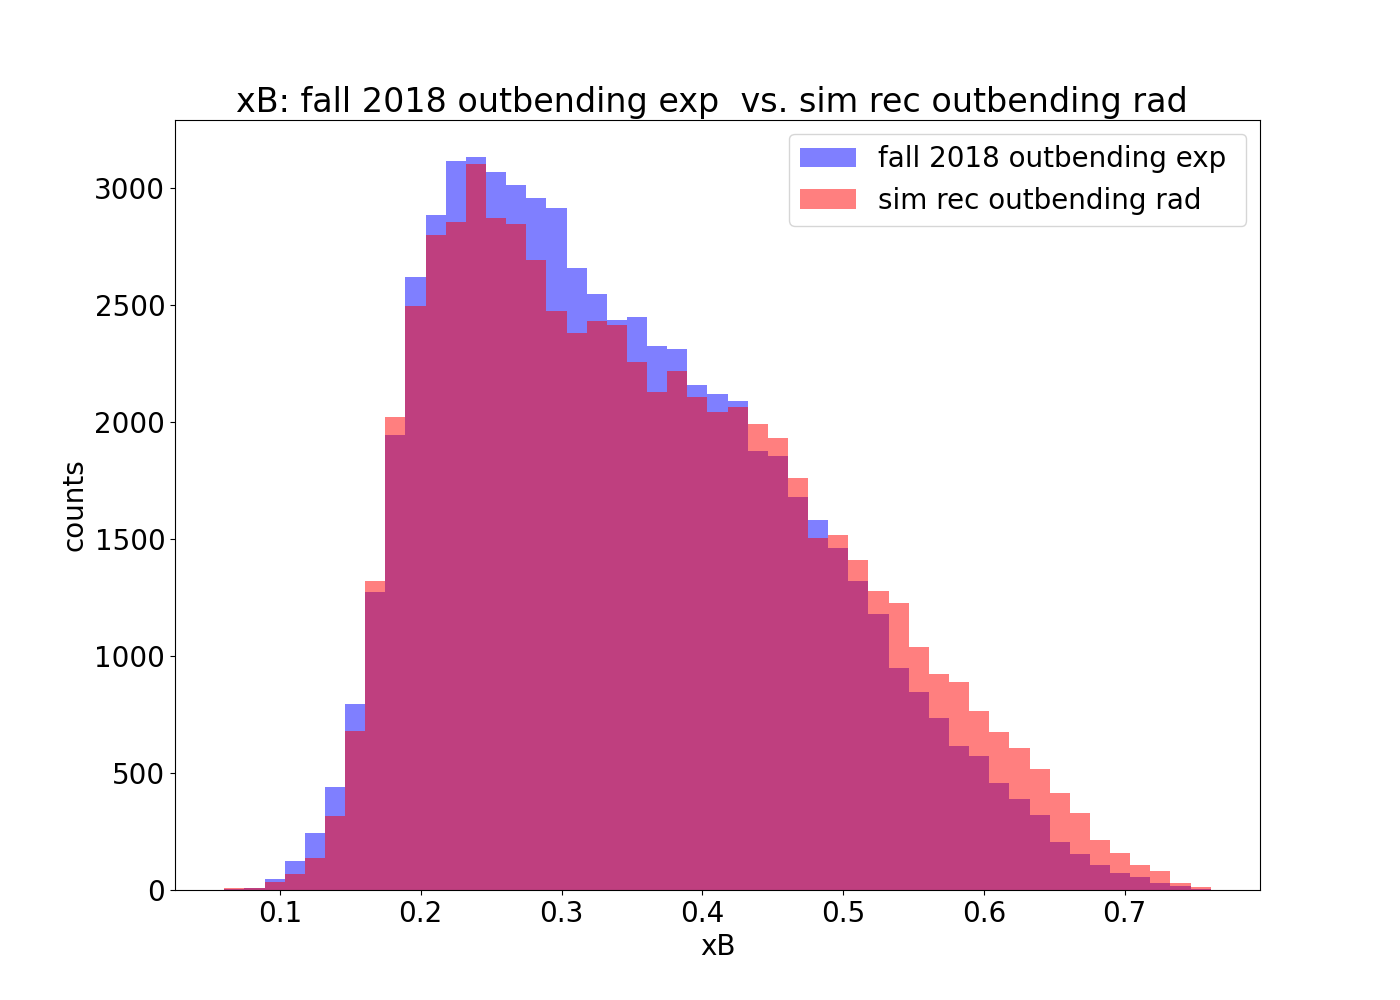 xB: fall 2018 outbending exp  vs. sim rec outbending rad
fall 2018 outbending exp
sim rec outbending rad
counts
3000
2500
2000
1500
1000
500
0
0.1 0.2 0.3 0.4 0.5 0.6 0.7
xB